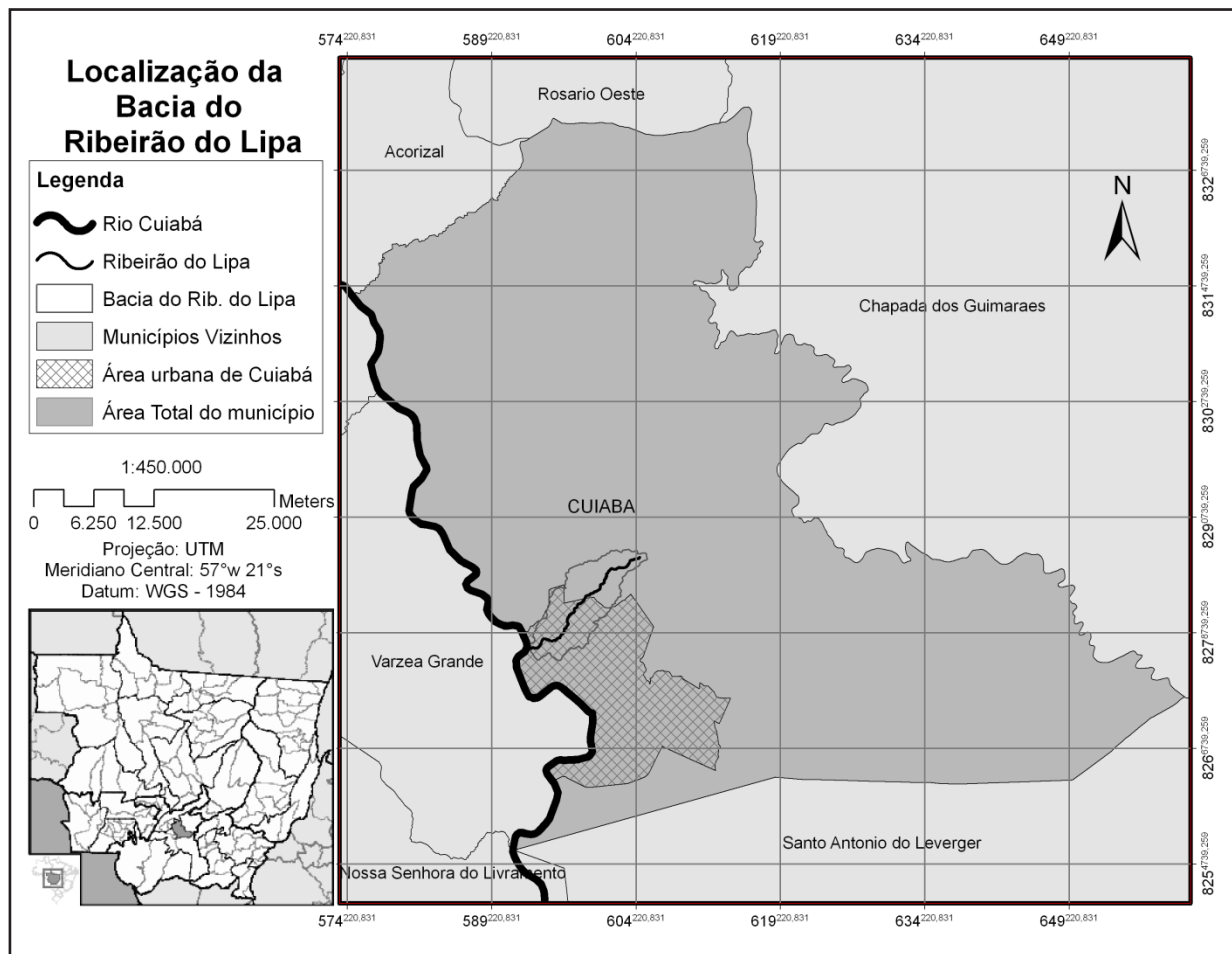 Localização da
Bacia do
Ribeirão do Lipa
Legenda
Rio Cuiabá
Ribeirão do Lipa
Bacia do Rib. do Lipa
Municípios Vizinhos
Área urbana de Cuiabá
Área Total do município
1:450.000
Meters
0 6.250 12.500 25.000
Projeção: UTM
Meridiano Central: 57°w 21°s
Datum: WGS - 1984
574220,831 589220,831 604220,831 619220,831 634220,831 649220,831
Rosario Oeste
Acorizal
N
Chapada dos Guimaraes
CUIABA
Varzea Grande
Santo Antonio do Leverger
Nossa Senhora do Livramento
8326739,259
8314739,259
8302739,259
8290739,259
8278739,259
8266739,259
8254739,259
574220,831 589220,831 604220,831 619220,831 634220,831 649220,831